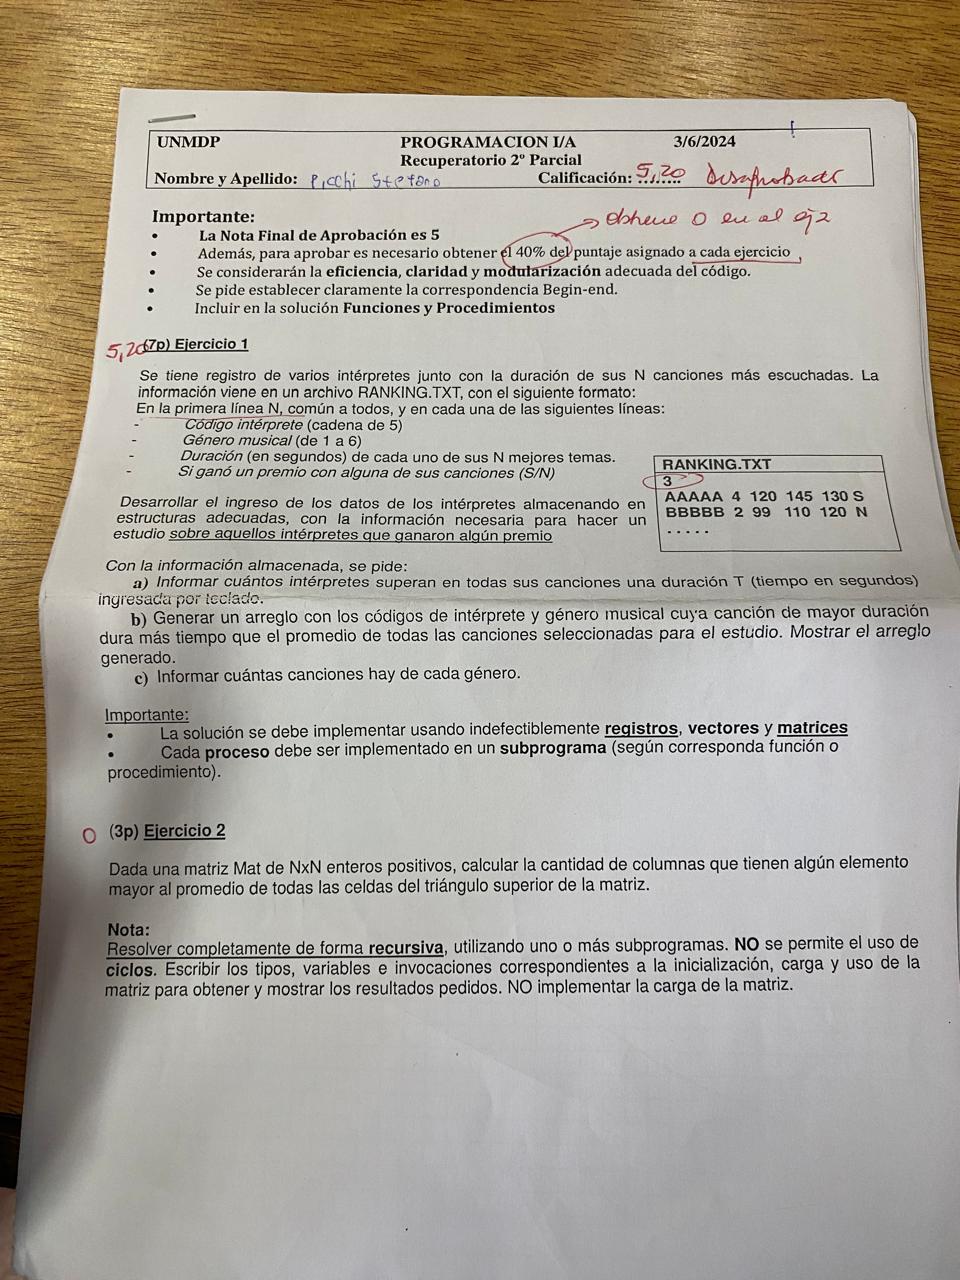 UNMDP PROGRAMACION I/A 3/6/2024
Recuperatorio 2º Parcial
Nombre y Apellido: Picchi Stefano Calificación: 5,20 Desaprobado
→ obtiene 0 en el ej 2
Importante:
• La Nota Final de Aprobación es 5
• Además, para aprobar es necesario obtener el 40% del puntaje asignado a cada ejercicio
• Se considerarán la eficiencia, claridad y modularización adecuada del código.
• Se pide establecer claramente la correspondencia Begin-end.
• Incluir en la solución Funciones y Procedimientos
5,20 (7p) Ejercicio 1
Se tiene registro de varios intérpretes junto con la duración de sus N canciones más escuchadas. La
información viene en un archivo RANKING.TXT, con el siguiente formato:
En la primera línea N, común a todos, y en cada una de las siguientes líneas:
- Código intérprete (cadena de 5)
- Género musical (de 1 a 6)
- Duración (en segundos) de cada uno de sus N mejores temas.
- Si ganó un premio con alguna de sus canciones (S/N)
RANKING.TXT
3
AAAAA 4 120 145 130 S
BBBBB 2 99 110 120 N
. . . . .
Desarrollar el ingreso de los datos de los intérpretes almacenando en
estructuras adecuadas, con la información necesaria para hacer un
estudio sobre aquellos intérpretes que ganaron algún premio
Con la información almacenada, se pide:
a) Informar cuántos intérpretes superan en todas sus canciones una duración T (tiempo en segundos)
ingresada por teclado.
b) Generar un arreglo con los códigos de intérprete y género musical cuya canción de mayor duración
dura más tiempo que el promedio de todas las canciones seleccionadas para el estudio. Mostrar el arreglo
generado.
c) Informar cuántas canciones hay de cada género.
Importante:
• La solución se debe implementar usando indefectiblemente registros, vectores y matrices
• Cada proceso debe ser implementado en un subprograma (según corresponda función o
procedimiento).
0 (3p) Ejercicio 2
Dada una matriz Mat de NxN enteros positivos, calcular la cantidad de columnas que tienen algún elemento
mayor al promedio de todas las celdas del triángulo superior de la matriz.
Nota:
Resolver completamente de forma recursiva, utilizando uno o más subprogramas. NO se permite el uso de
ciclos. Escribir los tipos, variables e invocaciones correspondientes a la inicialización, carga y uso de la
matriz para obtener y mostrar los resultados pedidos. NO implementar la carga de la matriz.